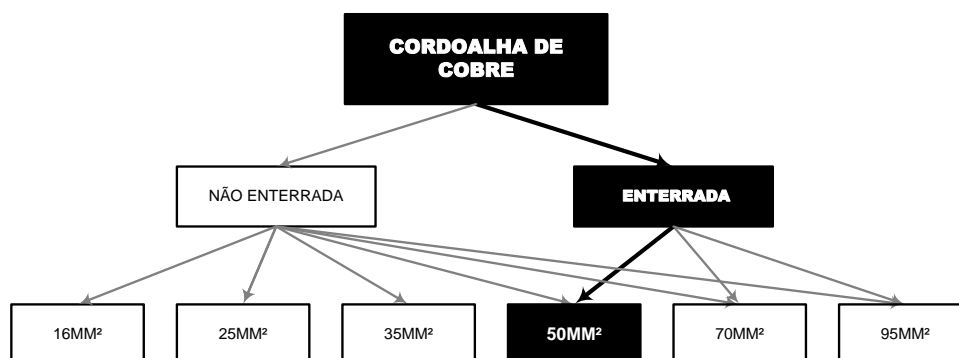 CORDOALHA DE
COBRE
NÃO ENTERRADA
ENTERRADA
16MM²
25MM²
35MM²
50MM²
70MM²
95MM²